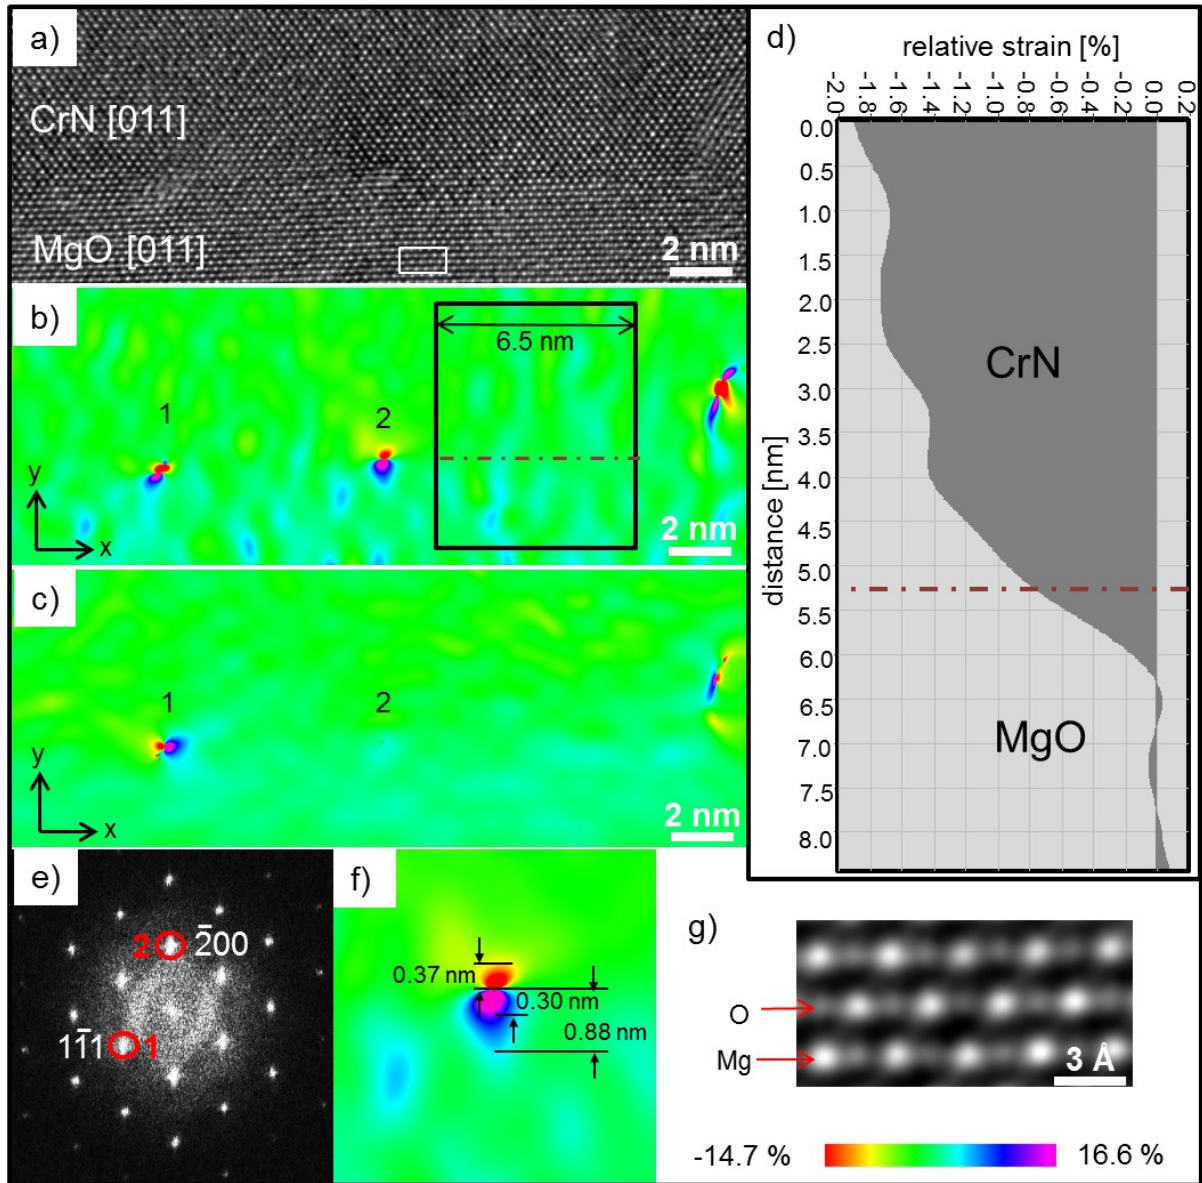 a)
CrN [011]
MgO [011]
2 nm
b)
6.5 nm
1
2
y
x
2 nm
c)
1
2
y
x
2 nm
d)
relative strain [%]
-2.0 -1.8 -1.6 -1.4 -1.2 -1.0 -0.8 -0.6 -0.4 -0.2 0.0 0.2
distance [nm]
0.0
0.5
1.0
1.5
2.0
2.5
3.0
3.5
4.0
4.5
5.0
5.5
6.0
6.5
7.0
7.5
8.0
CrN
MgO
e)
2 2̅00
11̅1 1
f)
0.37 nm
0.30 nm
0.88 nm
g)
O
Mg
3 Å
-14.7 % 16.6 %